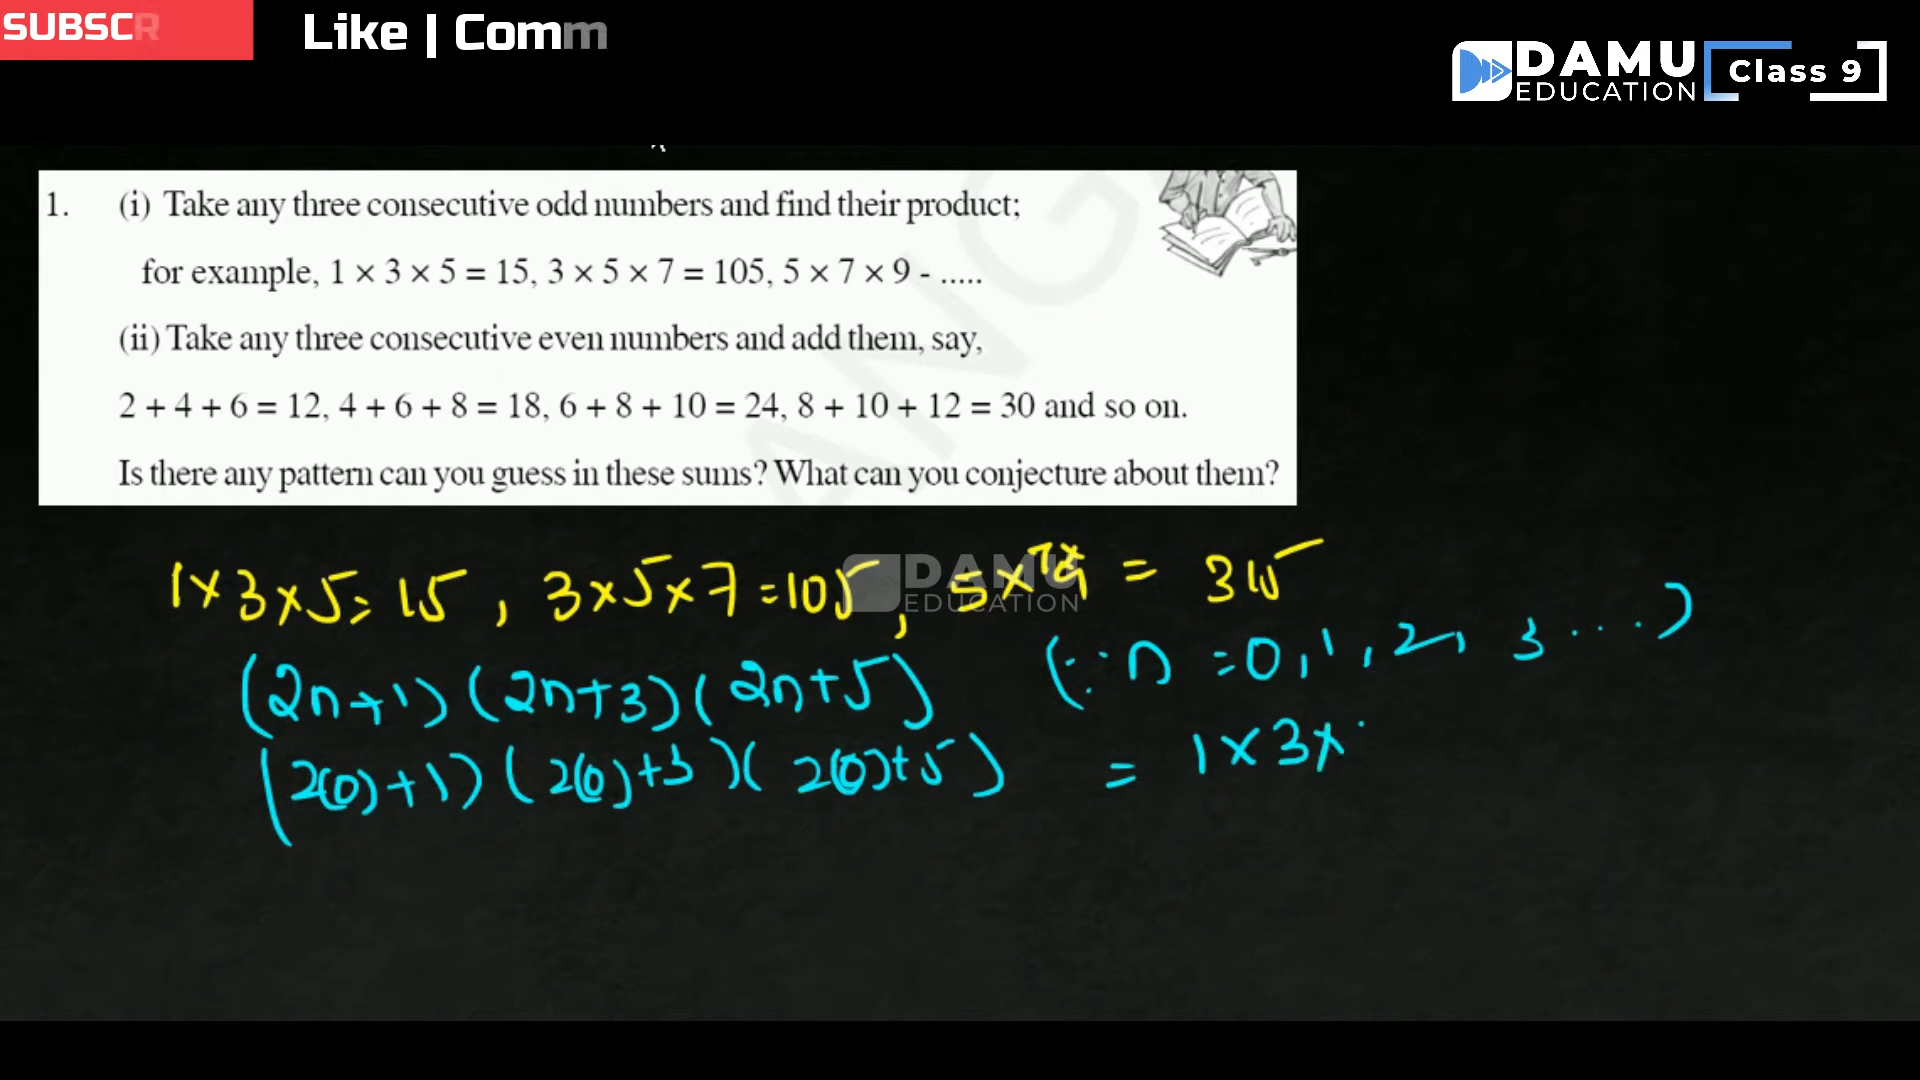 SUBSCR
Like | Comm
DAMU
EDUCATION
Class 9
1. (i) Take any three consecutive odd numbers and find their product;
for example, 1 × 3 × 5 = 15, 3 × 5 × 7 = 105, 5 × 7 × 9 - .....
(ii) Take any three consecutive even numbers and add them, say,
2 + 4 + 6 = 12, 4 + 6 + 8 = 18, 6 + 8 + 10 = 24, 8 + 10 + 12 = 30 and so on.
Is there any pattern can you guess in these sums? What can you conjecture about them?
1 × 3 × 5 = 15, 3 × 5 × 7 = 105, 5 × 7 × 9 = 315
DAMU
EDUCATION
(2n+1) (2n+3) (2n+5) (∵ n = 0, 1, 2, 3 ....)
(2(0)+1) (2(0)+3) (2(0)+5) = 1 × 3 ×